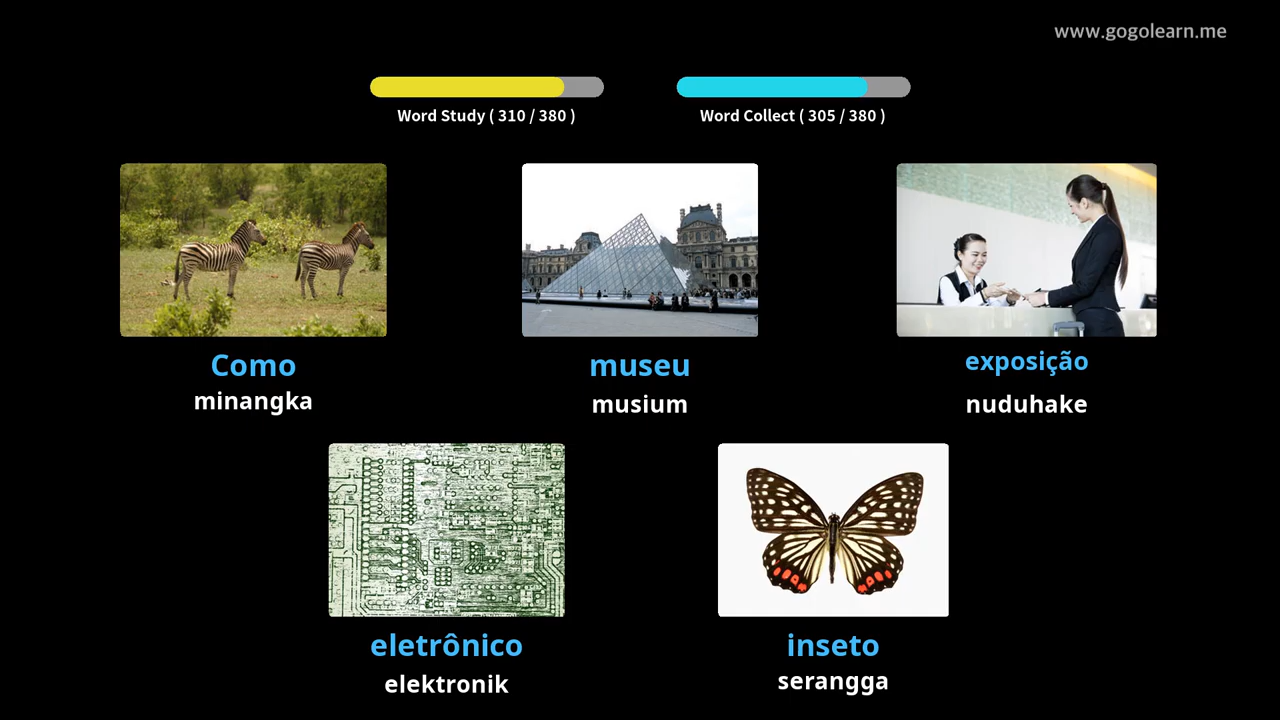 www.gogolearn.me
Word Study ( 310 / 380 )
Word Collect ( 305 / 380 )
Como
minangka
museu
musium
exposição
nuduhake
eletrônico
elektronik
inseto
serangga